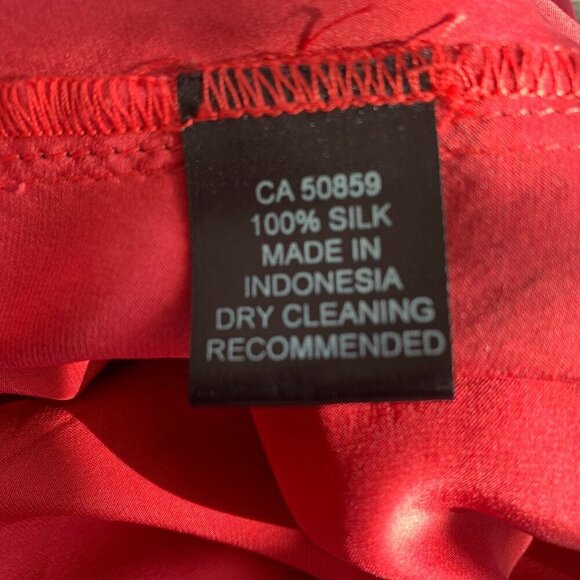 CA 50859
100% SILK
MADE IN
INDONESIA
DRY CLEANING
RECOMMENDED